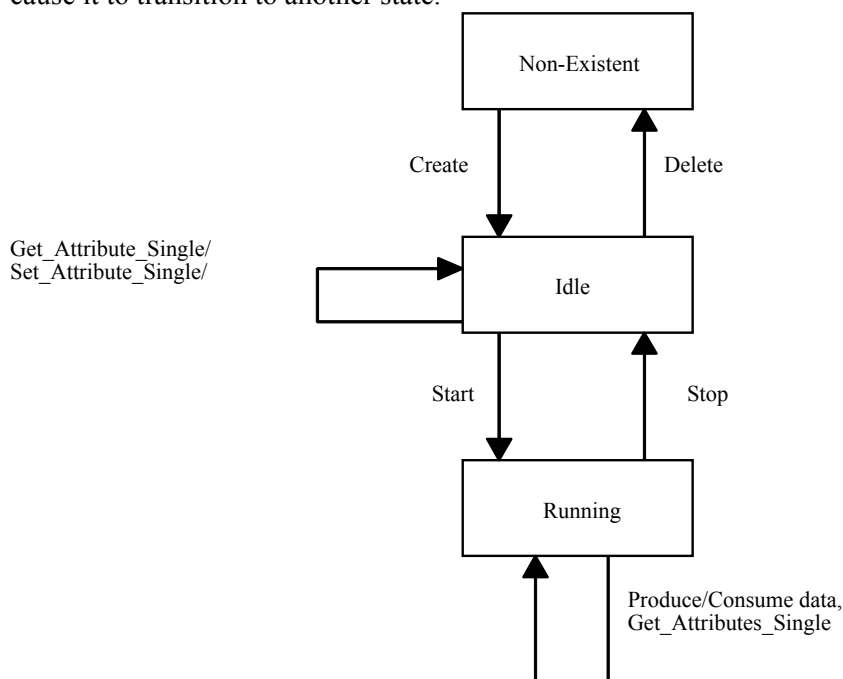 cause it to transition to another state.
Non-Existent
Create
Delete
Get_Attribute_Single/
Set_Attribute_Single/
Idle
Start
Stop
Running
Produce/Consume data,
Get_Attributes_Single